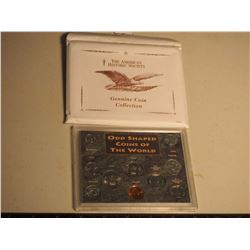 THE AMERICAN
HISTORIC SOCIETY
Genuine Coin
Collection
ODD SHAPED
COINS OF
THE WORLD